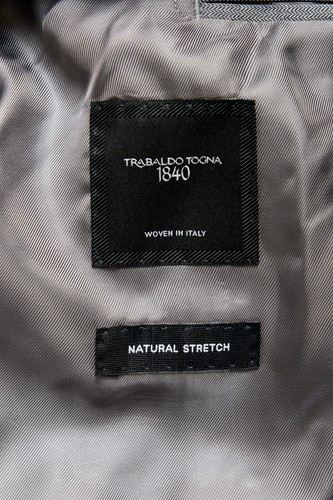 TRABALDO TOGNA
1840
WOVEN IN ITALY
NATURAL STRETCH